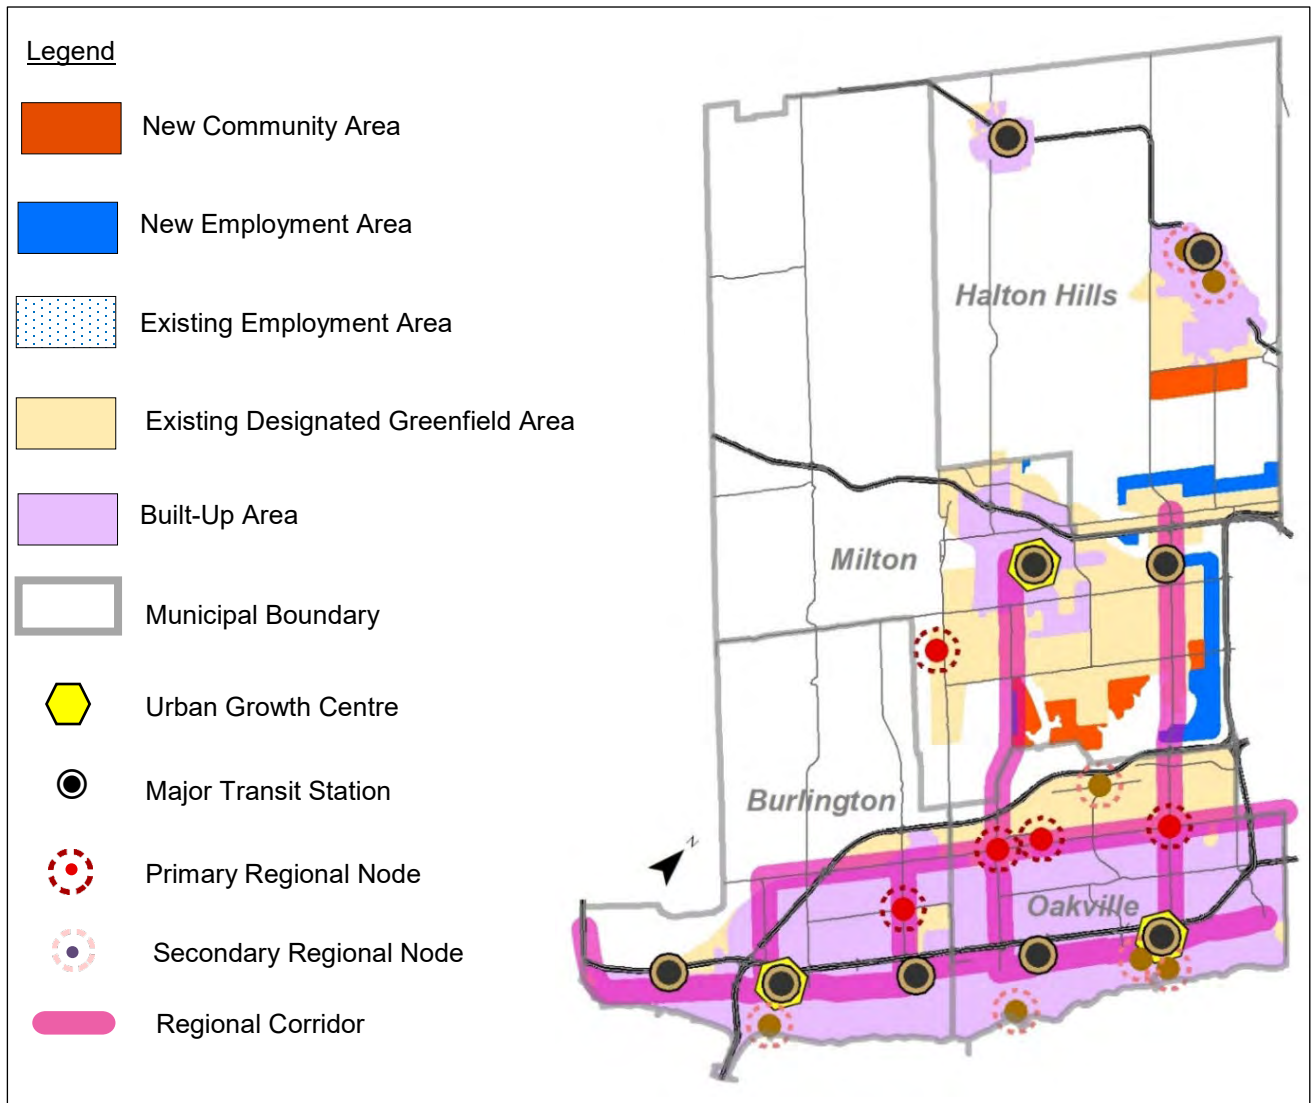 Legend
New Community Area
New Employment Area
Existing Employment Area
Existing Designated Greenfield Area
Built-Up Area
Municipal Boundary
Urban Growth Centre
Major Transit Station
Primary Regional Node
Secondary Regional Node
Regional Corridor
Halton Hills
Milton
Burlington
N
Oakville